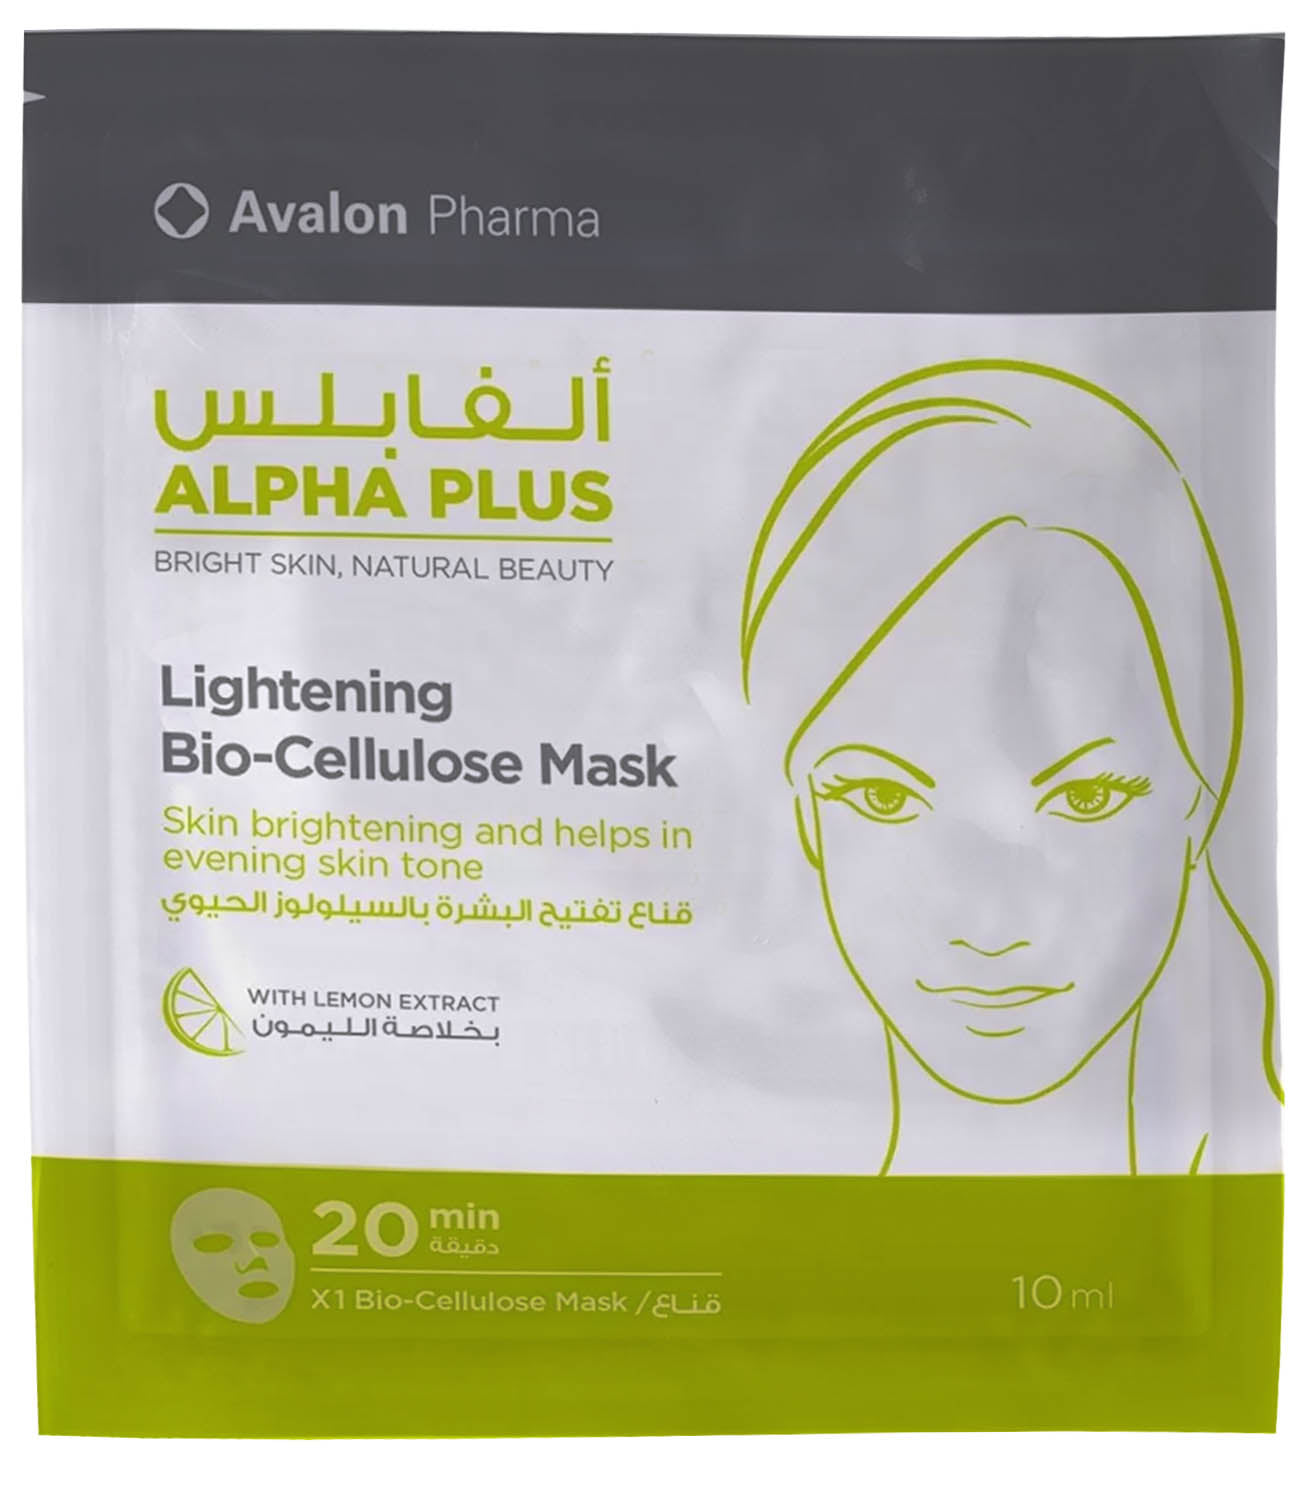 Avalon Pharma
ألفابلس
ALPHA PLUS
BRIGHT SKIN, NATURAL BEAUTY
Lightening
Bio-Cellulose Mask
Skin brightening and helps in
evening skin tone
قناع تفتيح البشرة بالسيلولوز الحيوي
WITH LEMON EXTRACT
بخلاصة الليمون
20 min
دقيقة
X1 Bio-Cellulose Mask / قناع
10 ml